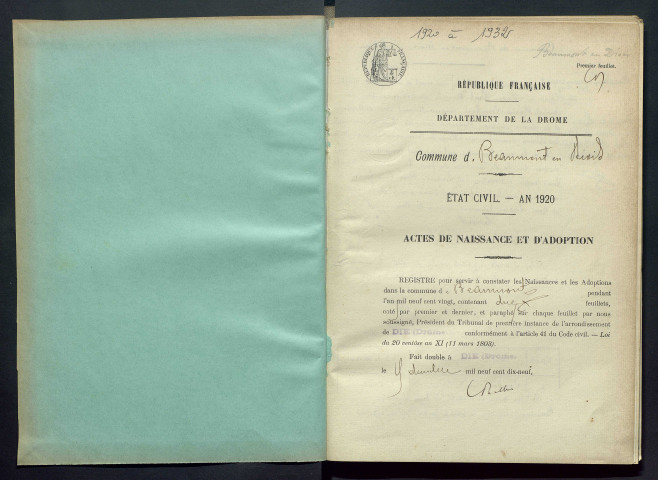 1920 à 1932
Beaumont en Diois
Premier feuillet.
RÉPUBLIQUE FRANÇAISE
DÉPARTEMENT DE LA DROME
Commune d. Beaumont en Diois
ÉTAT CIVIL. — AN 1920
ACTES DE NAISSANCE ET D'ADOPTION
REGISTRE pour servir à constater les Naissances et les Adoptions
dans la commune d. Beaumont pendant
l'an mil neuf cent vingt, contenant feuillets,
coté par premier et dernier, et paraphé sur chaque feuillet par nous
soussigné, Président du Tribunal de première instance de l'arrondissement
de DIE (Drôme) conformément à l'article 41 du Code civil. — Loi
du 20 ventôse an XI (11 mars 1803).
Fait double à DIE (Drôme)
le décembre mil neuf cent dix-neuf.